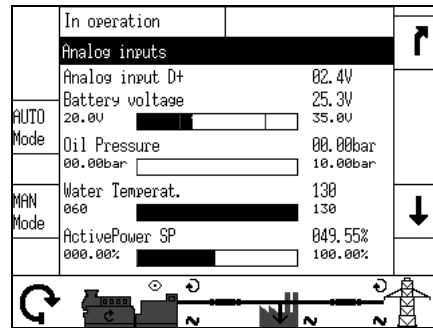 In operation
Analog inputs
Analog input D+ 02.4V
Battery voltage 25.3V
20.0V 35.0V
AUTO
Mode
Oil Pressure 00.00bar
00.00bar 10.00bar
Water Temperat. 130
060 130
MAN
Mode
ActivePower SP 049.55%
000.00% 100.00%